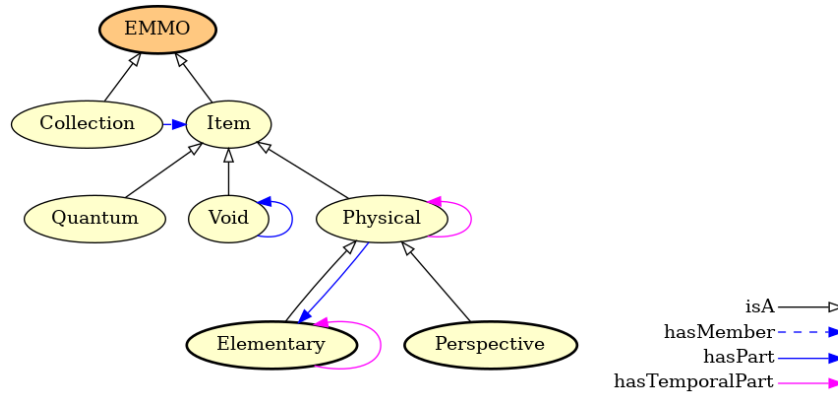 EMMO
Collection
Item
Quantum
Void
Physical
Elementary
Perspective
isA
hasMember
hasPart
hasTemporalPart